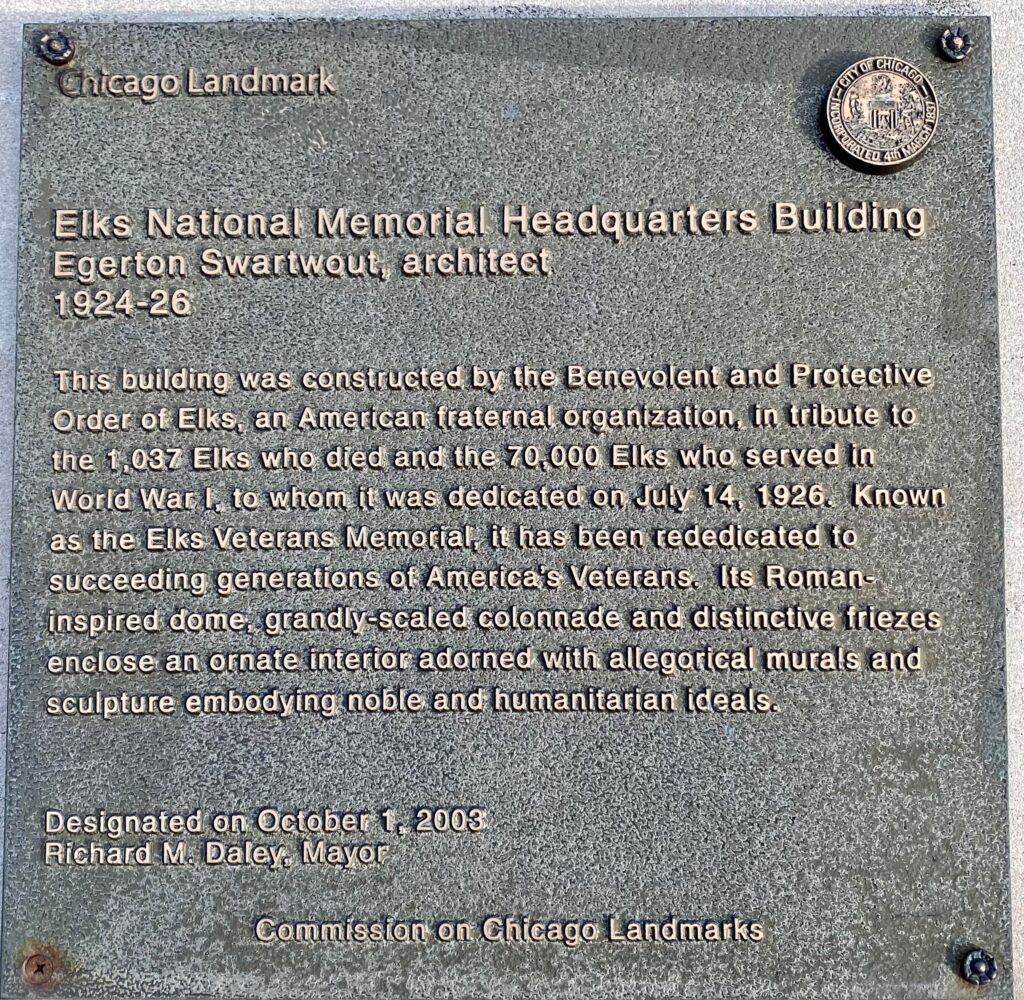 Chicago Landmark
CITY OF CHICAGO
INCORPORATED 4th MARCH 1837
Elks National Memorial Headquarters Building
Egerton Swartwout, architect
1924-26
This building was constructed by the Benevolent and Protective
Order of Elks, an American fraternal organization, in tribute to
the 1,037 Elks who died and the 70,000 Elks who served in
World War I, to whom it was dedicated on July 14, 1926. Known
as the Elks Veterans Memorial, it has been rededicated to
succeeding generations of America's Veterans. Its Roman-
inspired dome, grandly-scaled colonnade and distinctive friezes
enclose an ornate interior adorned with allegorical murals and
sculpture embodying noble and humanitarian ideals.
Designated on October 1, 2003
Richard M. Daley, Mayor
Commission on Chicago Landmarks